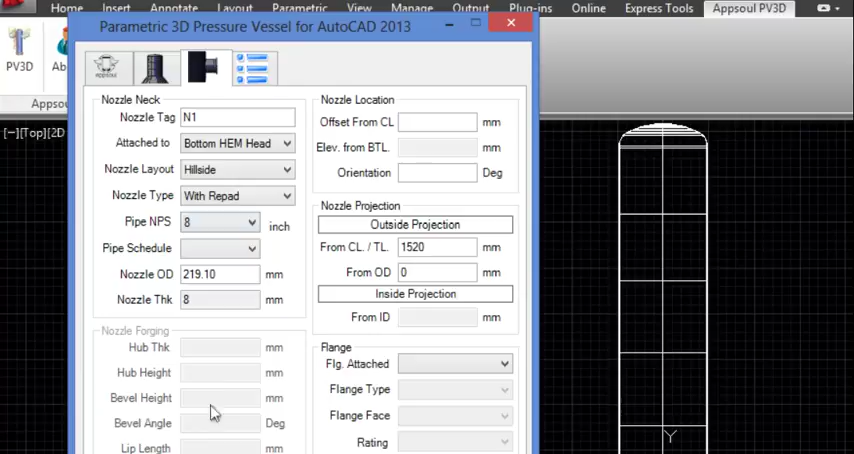 Home Insert Annotate Layout Parametric View Manage Output Plug-ins Online Express Tools Appsoul PV3D
Parametric 3D Pressure Vessel for AutoCAD 2013
PV3D
Ab
Appsou
[−][Top][2D
Nozzle Neck
Nozzle Tag N1
Attached to Bottom HEM Head
Nozzle Layout Hillside
Nozzle Type With Repad
Pipe NPS 8 inch
Pipe Schedule
Nozzle OD 219.10 mm
Nozzle Thk 8 mm
Nozzle Forging
Hub Thk mm
Hub Height mm
Bevel Height mm
Bevel Angle Deg
Lip Length mm
Nozzle Location
Offset From CL mm
Elev. from BTL. mm
Orientation Deg
Nozzle Projection
Outside Projection
From CL. / TL. 1520 mm
From OD 0 mm
Inside Projection
From ID mm
Flange
Flg. Attached
Flange Type
Flange Face
Rating
Y